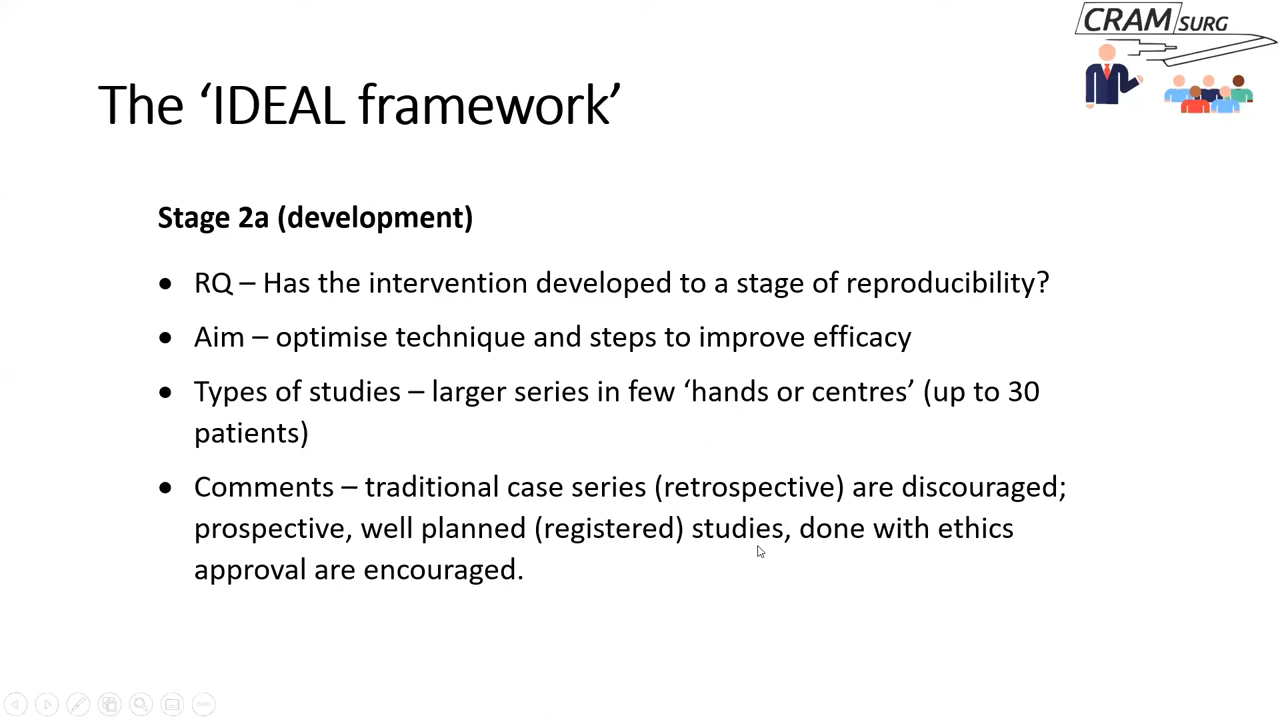 CRAM SURG
The ‘IDEAL framework’
Stage 2a (development)
• RQ – Has the intervention developed to a stage of reproducibility?
• Aim – optimise technique and steps to improve efficacy
• Types of studies – larger series in few ‘hands or centres’ (up to 30
patients)
• Comments – traditional case series (retrospective) are discouraged;
prospective, well planned (registered) studies, done with ethics
approval are encouraged.